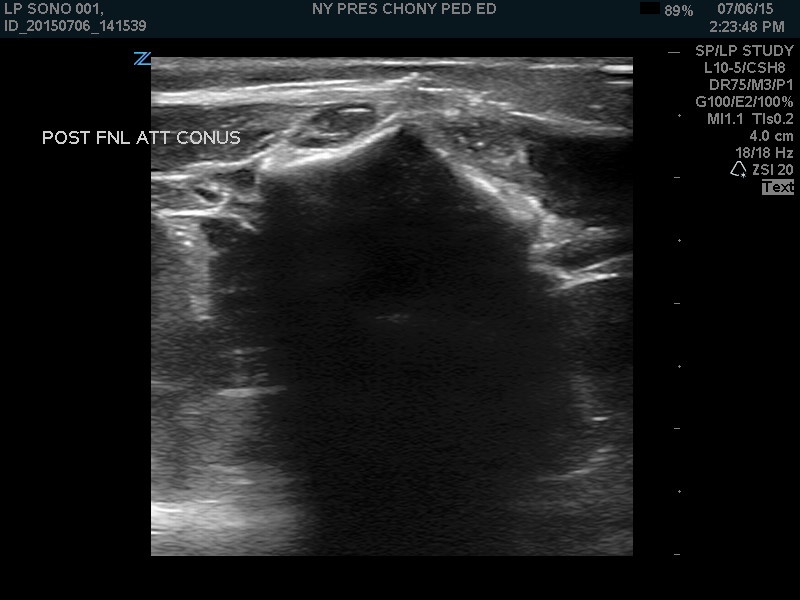 LP SONO 001,
ID_20150706_141539
NY PRES CHONY PED ED
89%
07/06/15
2:23:48 PM
Z
POST FNL ATT CONUS
SP/LP STUDY
L10-5/CSH8
DR75/M3/P1
G100/E2/100%
MI1.1 TIs0.2
4.0 cm
18/18 Hz
ZSI 20
Text